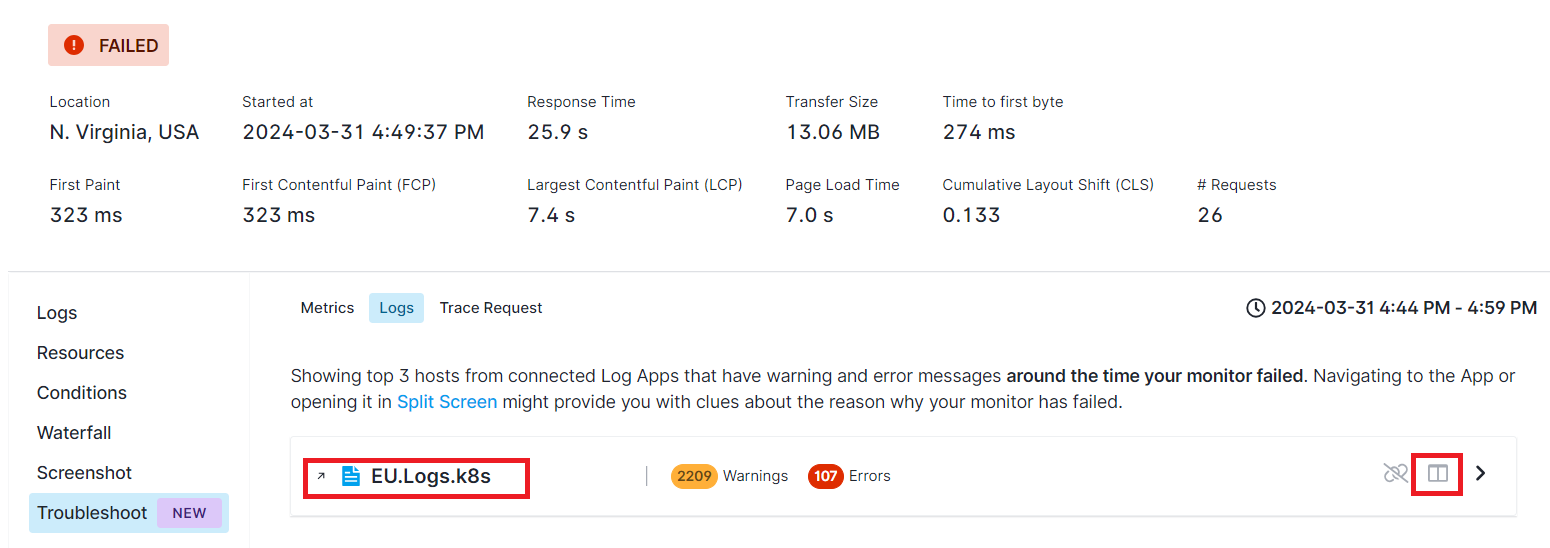 FAILED
Location Started at Response Time Transfer Size Time to first byte
N. Virginia, USA 2024-03-31 4:49:37 PM 25.9 s 13.06 MB 274 ms
First Paint First Contentful Paint (FCP) Largest Contentful Paint (LCP) Page Load Time Cumulative Layout Shift (CLS) # Requests
323 ms 323 ms 7.4 s 7.0 s 0.133 26
Logs
Resources
Conditions
Waterfall
Screenshot
Troubleshoot NEW
Metrics Logs Trace Request 2024-03-31 4:44 PM - 4:59 PM
Showing top 3 hosts from connected Log Apps that have warning and error messages around the time your monitor failed. Navigating to the App or
opening it in Split Screen might provide you with clues about the reason why your monitor has failed.
EU.Logs.k8s 2209 Warnings 107 Errors